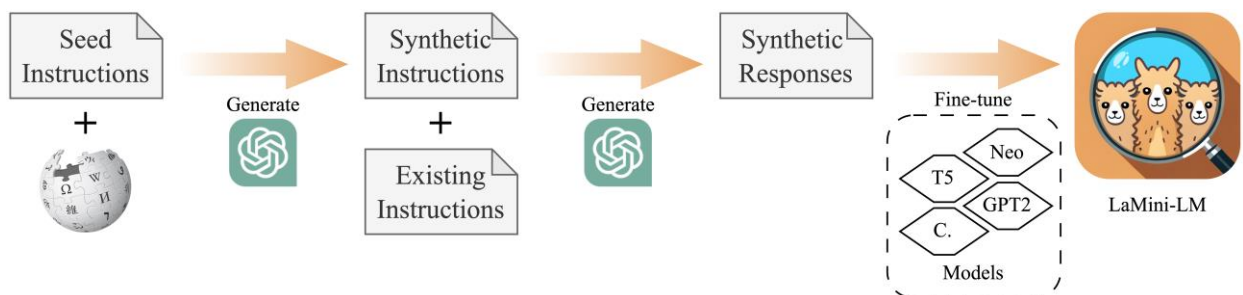 Seed
Instructions
+
Generate
Synthetic
Instructions
+
Existing
Instructions
Generate
Synthetic
Responses
Fine-tune
Neo
T5
GPT2
C.
Models
LaMini-LM